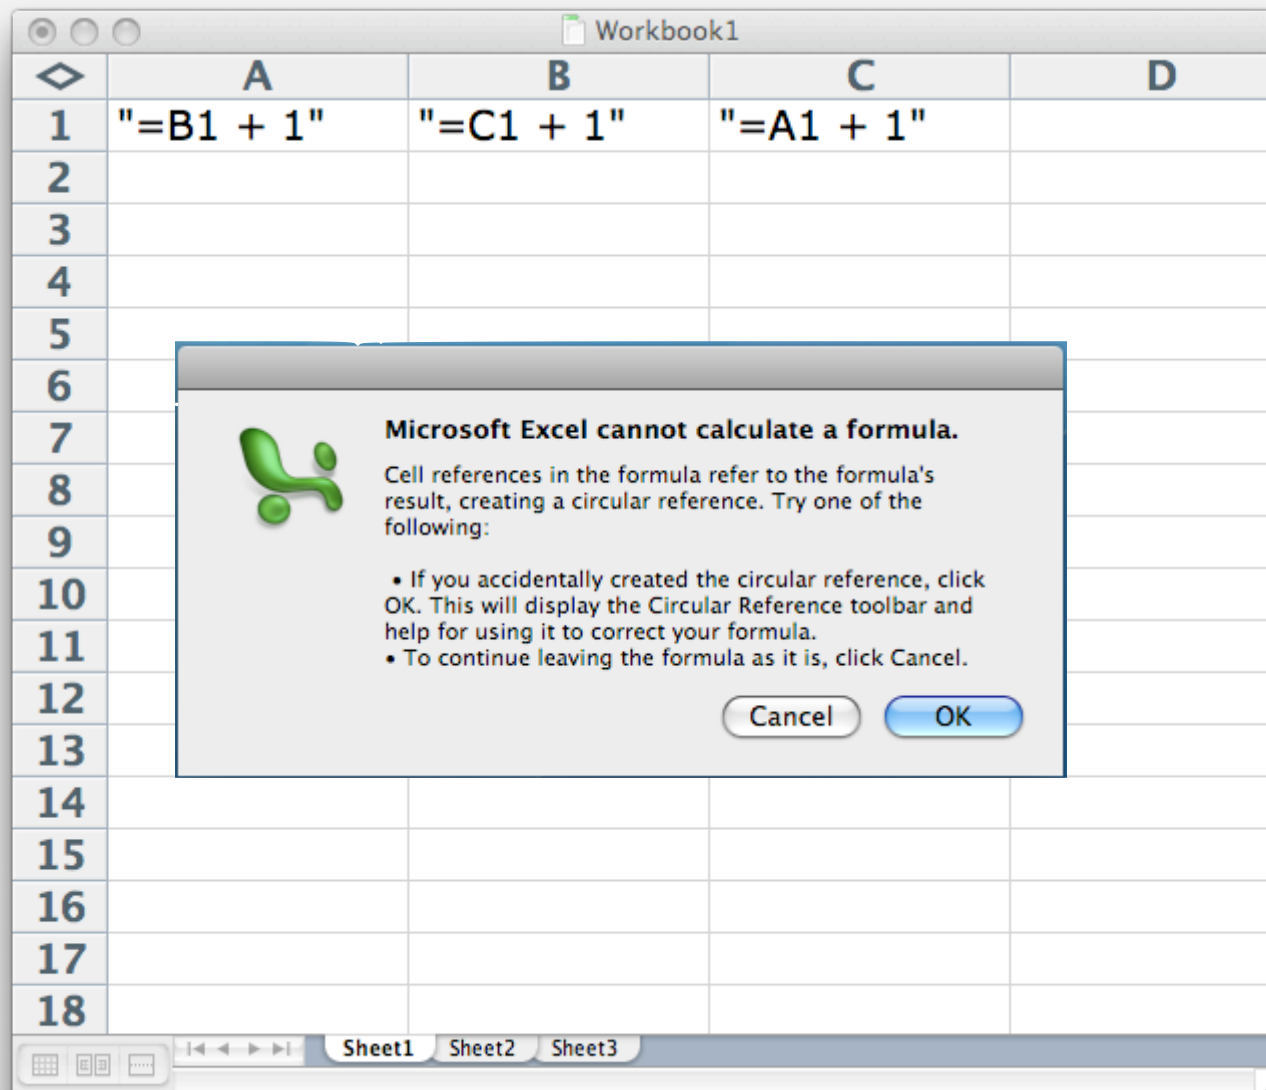 Workbook1
A B C D
1 "=B1 + 1" "=C1 + 1" "=A1 + 1"
2
3
4
5
6
7
8
9
10
11
12
13
14
15
16
17
18
Microsoft Excel cannot calculate a formula.
Cell references in the formula refer to the formula's
result, creating a circular reference. Try one of the
following:
• If you accidentally created the circular reference, click
OK. This will display the Circular Reference toolbar and
help for using it to correct your formula.
• To continue leaving the formula as it is, click Cancel.
Cancel OK
Sheet1 Sheet2 Sheet3